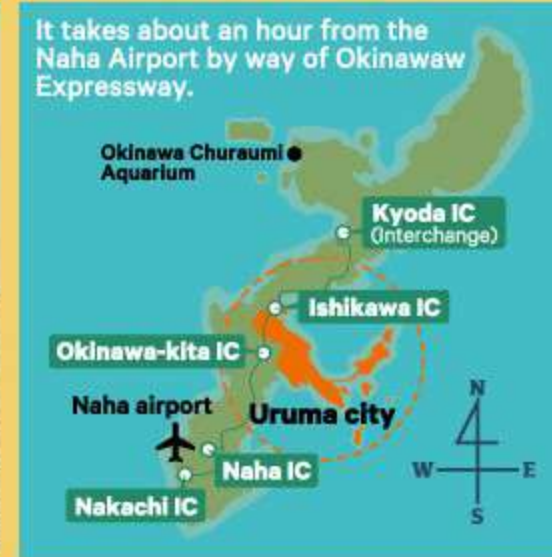 It takes about an hour from the
Naha Airport by way of Okinawaw
Expressway.
Okinawa Churaumi
Aquarium
Kyoda IC
(Interchange)
Ishikawa IC
Okinawa-kita IC
Naha airport
Uruma city
Naha IC
Nakachi IC
N
W
E
S